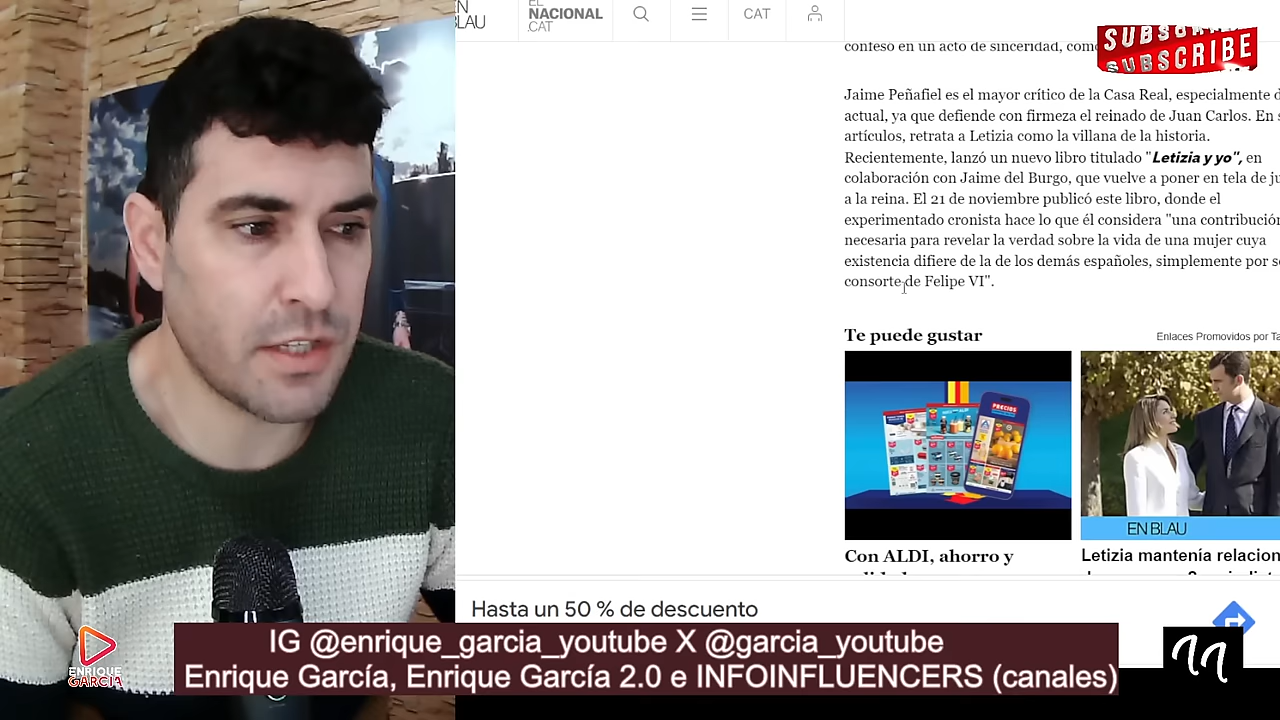 EN
BLAU
EL
NACIONAL
.CAT
CAT
SUBSCRIBE
SUBSCRIBE
confesó en un acto de sinceridad,
Jaime Peñafiel es el mayor crítico de la Casa Real, especialmente
actual, ya que defiende con firmeza el reinado de Juan Carlos. En
artículos, retrata a Letizia como la villana de la historia.
Recientemente, lanzó un nuevo libro titulado "Letizia y yo", en
colaboración con Jaime del Burgo, que vuelve a poner en tela de
a la reina. El 21 de noviembre publicó este libro, donde el
experimentado cronista hace lo que él considera "una contribución
necesaria para revelar la verdad sobre la vida de una mujer cuya
existencia difiere de la de los demás españoles, simplemente por
consorte de Felipe VI".
Te puede gustar
Enlaces Promovidos por
PRECIOS
EN BLAU
Con ALDI, ahorro y
Letizia mantenía
Hasta un 50 % de descuento
IG @enrique_garcia_youtube X @garcia_youtube
Enrique García, Enrique García 2.0 e INFOINFLUENCERS (canales)
ENRIQUE
GARCÍA